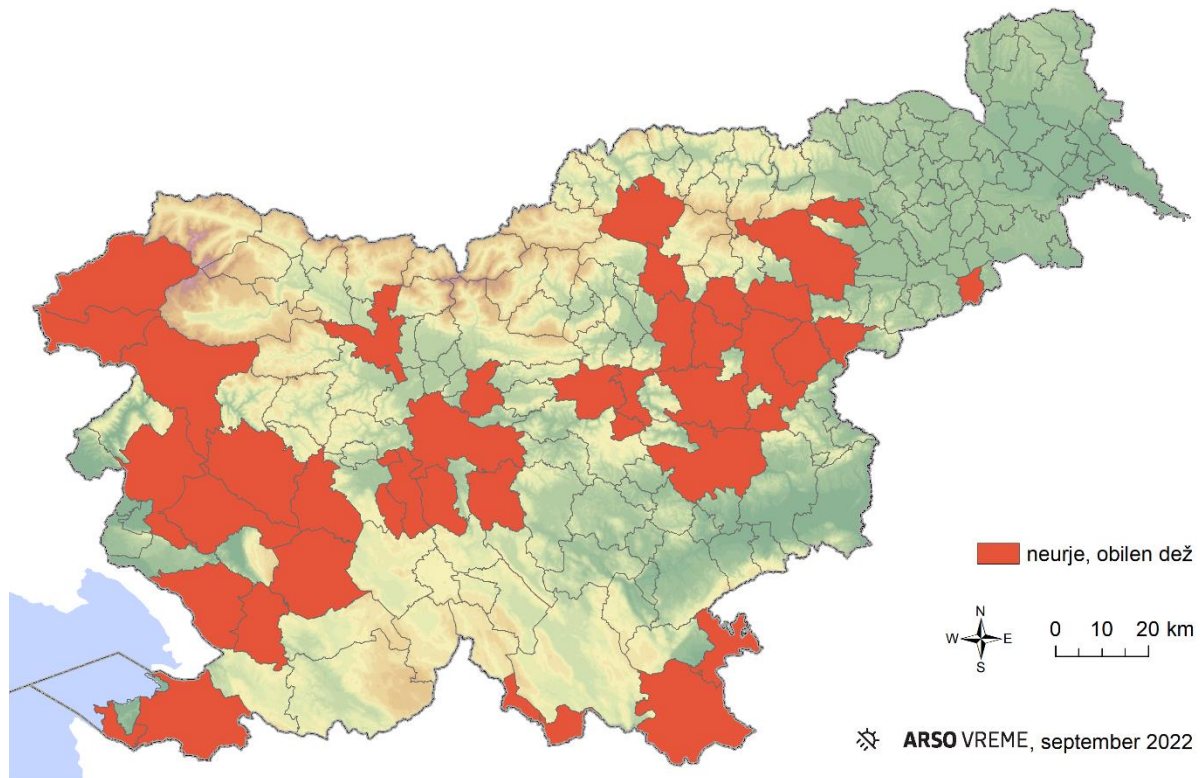 neurje, obilen dež
N
W E
S
0 10 20 km
ARSO VREME, september 2022